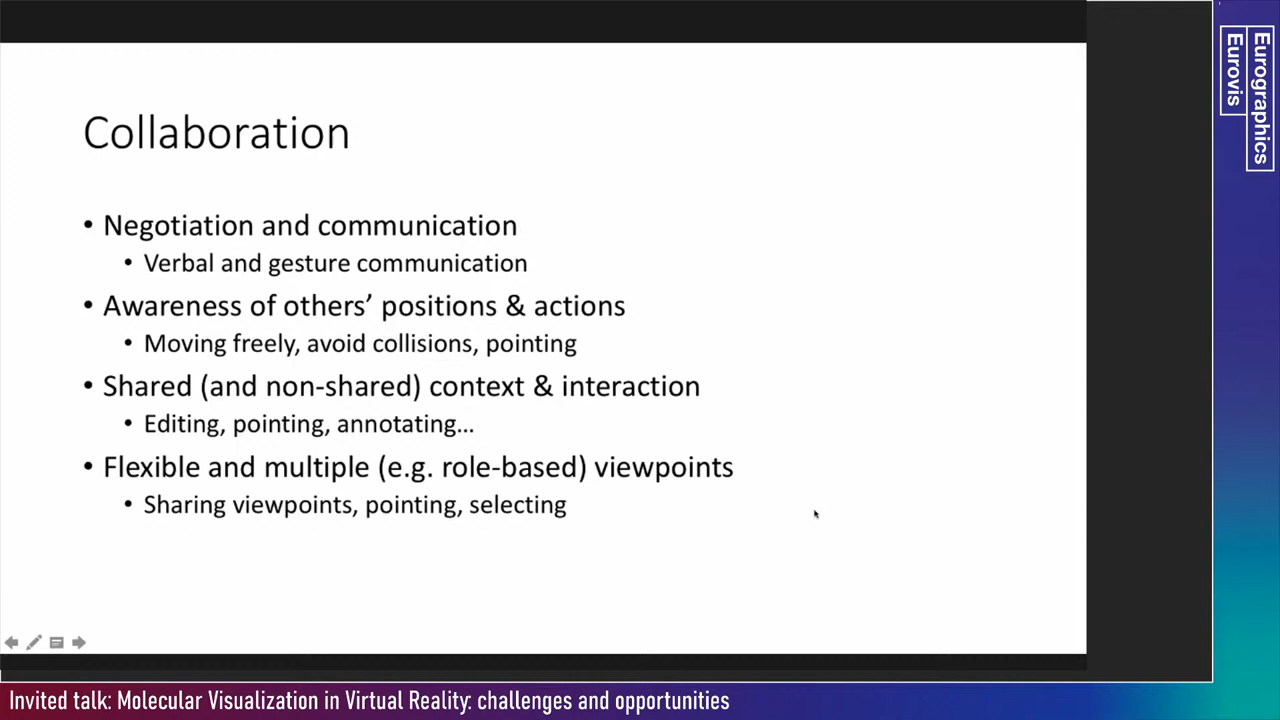 Collaboration
• Negotiation and communication
• Verbal and gesture communication
• Awareness of others’ positions & actions
• Moving freely, avoid collisions, pointing
• Shared (and non-shared) context & interaction
• Editing, pointing, annotating…
• Flexible and multiple (e.g. role-based) viewpoints
• Sharing viewpoints, pointing, selecting
Eurographics
Eurovis
Invited talk: Molecular Visualization in Virtual Reality: challenges and opportunities